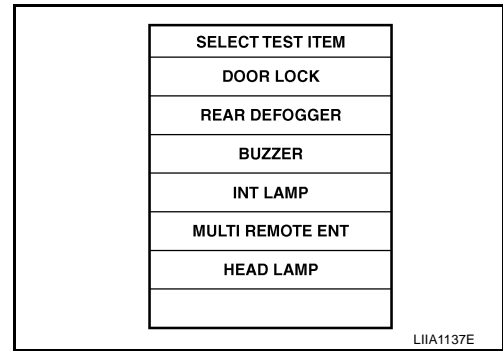 SELECT TEST ITEM
DOOR LOCK
REAR DEFOGGER
BUZZER
INT LAMP
MULTI REMOTE ENT
HEAD LAMP
LIIA1137E